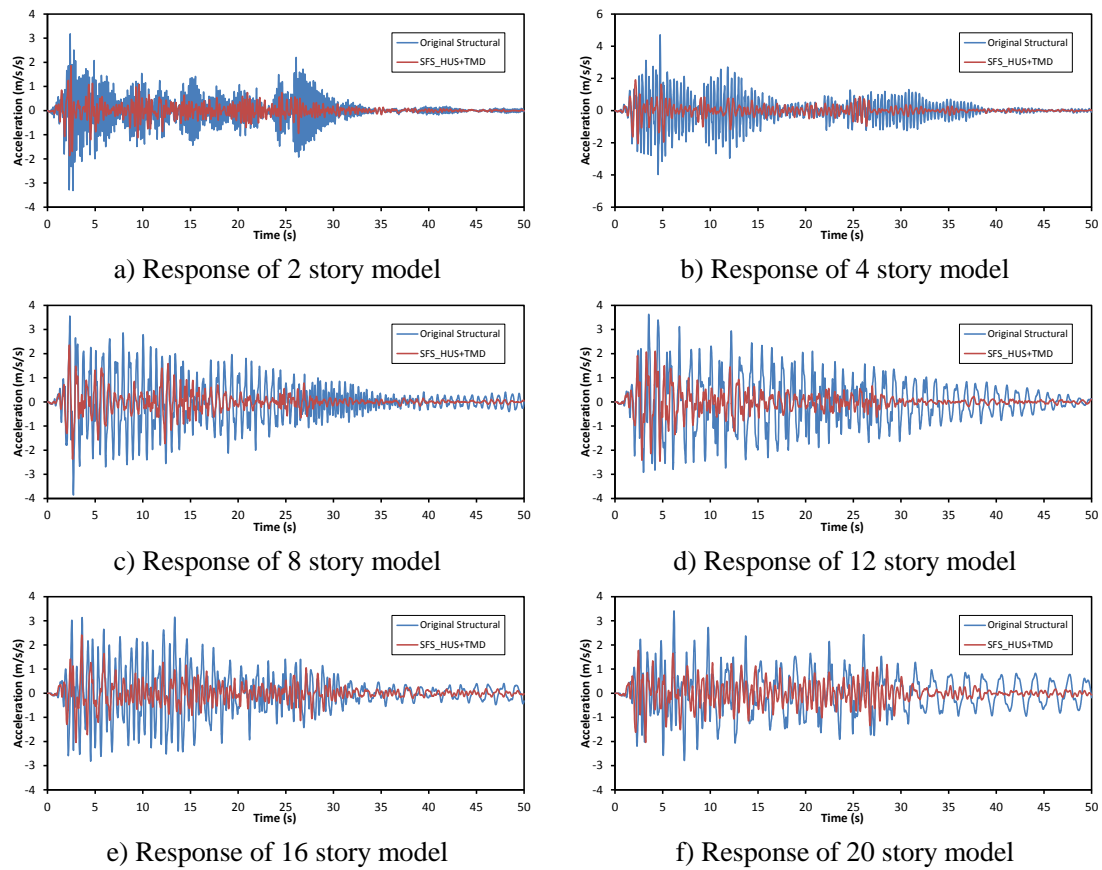 4
3
2
1
0
-1
-2
-3
-4
Acceleration (m/s/s)
Original Structural
SFS_HUS+TMD
0 5 10 15 20 25 30 35 40 45 50
Time (s)
a) Response of 2 story model
6
4
2
0
-2
-4
-6
Acceleration (m/s/s)
Original Structural
SFS_HUS+TMD
0 5 10 15 20 25 30 35 40 45 50
Time (s)
b) Response of 4 story model
4
3
2
1
0
-1
-2
-3
-4
Acceleration (m/s/s)
Original Structural
SFS_HUS+TMD
0 5 10 15 20 25 30 35 40 45 50
Time (s)
c) Response of 8 story model
4
3
2
1
0
-1
-2
-3
-4
Acceleration (m/s/s)
Original Structural
SFS_HUS+TMD
0 5 10 15 20 25 30 35 40 45 50
Time (s)
d) Response of 12 story model
4
3
2
1
0
-1
-2
-3
-4
Acceleration (m/s/s)
Original Structural
SFS_HUS+TMD
0 5 10 15 20 25 30 35 40 45 50
Time (s)
e) Response of 16 story model
4
3
2
1
0
-1
-2
-3
-4
Acceleration (m/s/s)
Original Structural
SFS_HUS+TMD
0 5 10 15 20 25 30 35 40 45 50
Time (s)
f) Response of 20 story model